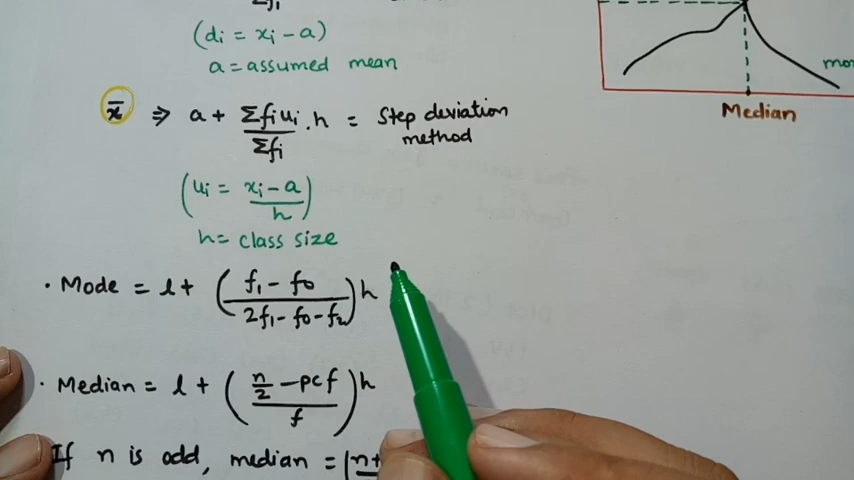 Σfi
(di = xi - a)
a = assumed mean
x̄ ⇒ a + Σfiui/Σfi . h = Step deviation method
(ui = xi - a/h)
h = class size
· Mode = l + (f1 - f0/2f1 - f0 - f2)h
· Median = l + (n/2 - pcf/f)h
If n is odd, median =
Median